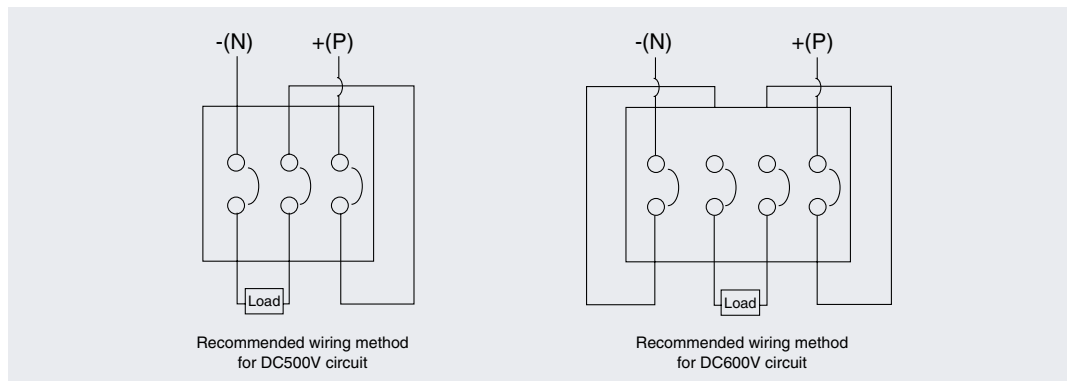 -(N) +(P)
Load
Recommended wiring method
for DC500V circuit
-(N) +(P)
Load
Recommended wiring method
for DC600V circuit